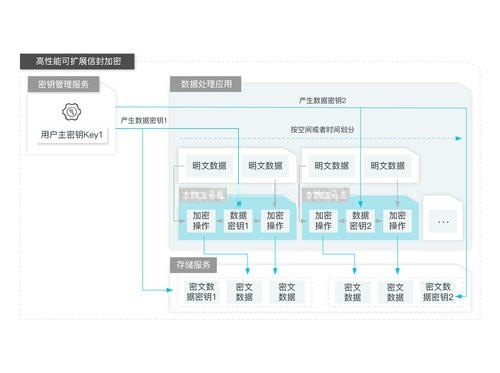 高性能可扩展信封加密
密钥管理服务
数据处理应用
用户主密钥Key1
产生数据密钥2
产生数据密钥1
按空间或者时间划分
明文数据
明文数据
明文数据
明文数据
加密
操作
数据
密钥1
加密
操作
加密
操作
数据
密钥2
加密
操作
...
存储服务
密文数
据密钥1
密文
数据
密文
数据
密文
数据
密文
数据
密文数
据密钥2